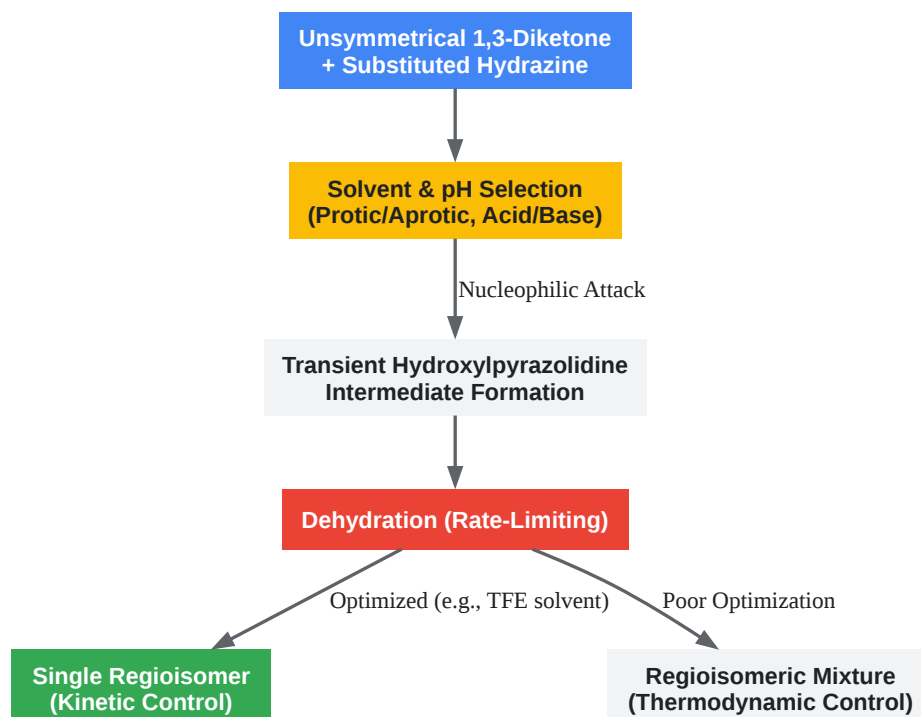 Unsymmetrical 1,3-Diketone
+ Substituted Hydrazine
Solvent & pH Selection
(Protic/Aprotic, Acid/Base)
Nucleophilic Attack
Transient Hydroxylpyrazolidine
Intermediate Formation
Dehydration (Rate-Limiting)
Optimized (e.g., TFE solvent)
Poor Optimization
Single Regioisomer
(Kinetic Control)
Regioisomeric Mixture
(Thermodynamic Control)